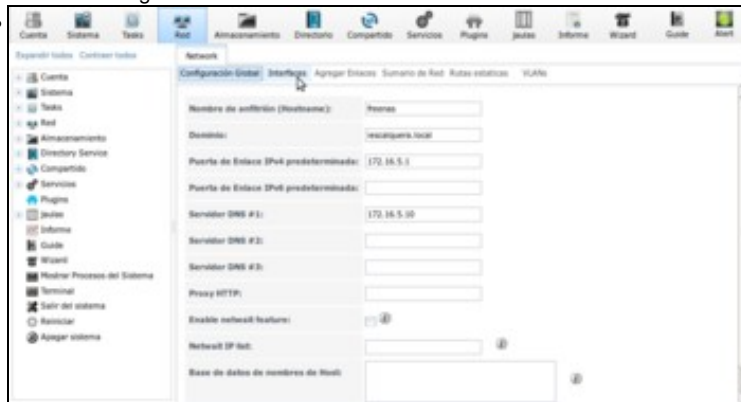 Cuenta Sistema Tasks Red Almacenamiento Directorio Compartido Servicios Plugins Jaulas Informe Wizard Guide Alert
Expandir todos Contraer todos
Network
Configuración Global Interfaces Agregar Enlaces Sumario de Red Rutas estáticas VLANs
Cuenta
Sistema
Tasks
Red
Almacenamiento
Directory Service
Compartido
Servicios
Plugins
Jaulas
Informe
Guide
Wizard
Mostrar Procesos del Sistema
Terminal
Salir del sistema
Reiniciar
Apagar sistema
Nombre de anfitrión (Hostname): freenas
Dominio: iescalquera.local
Puerta de Enlace IPv4 predeterminada: 172.16.5.1
Puerta de Enlace IPv6 predeterminada:
Servidor DNS #1: 172.16.5.10
Servidor DNS #2:
Servidor DNS #3:
Proxy HTTP:
Enable netwait feature:
Netwait IP list:
Base de datos de nombres de Host: